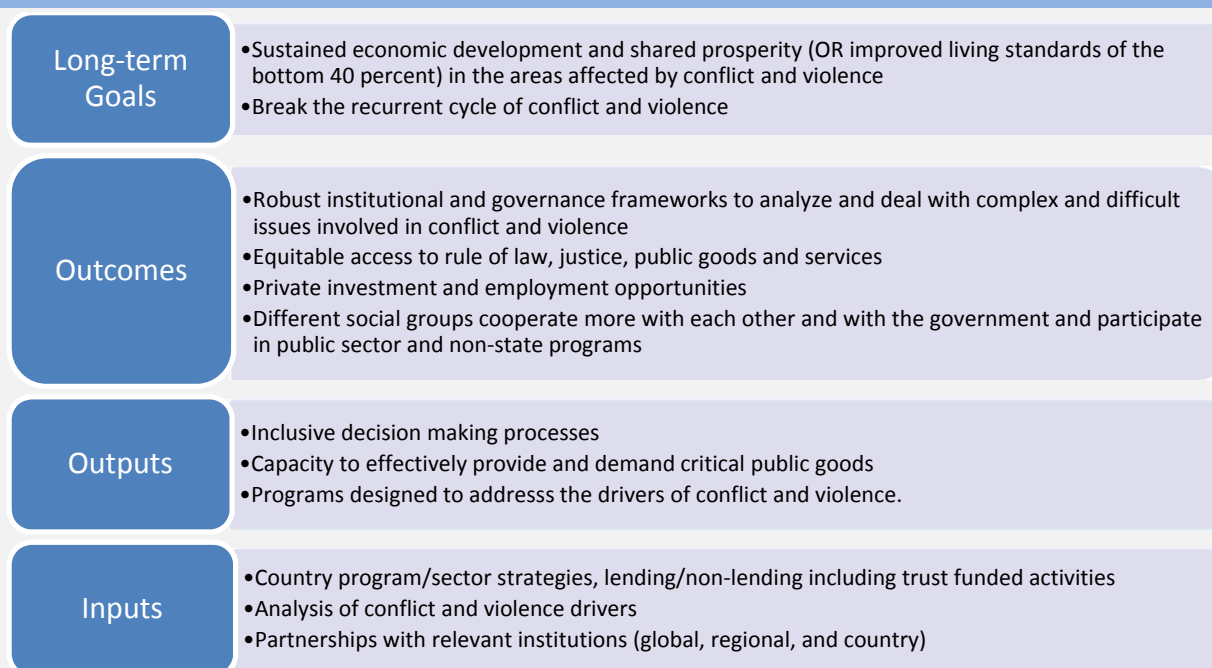 Long-term
Goals
•Sustained economic development and shared prosperity (OR improved living standards of the
bottom 40 percent) in the areas affected by conflict and violence
•Break the recurrent cycle of conflict and violence
Outcomes
•Robust institutional and governance frameworks to analyze and deal with complex and difficult
issues involved in conflict and violence
•Equitable access to rule of law, justice, public goods and services
•Private investment and employment opportunities
•Different social groups cooperate more with each other and with the government and participate
in public sector and non-state programs
Outputs
•Inclusive decision making processes
•Capacity to effectively provide and demand critical public goods
•Programs designed to addresss the drivers of conflict and violence.
Inputs
•Country program/sector strategies, lending/non-lending including trust funded activities
•Analysis of conflict and violence drivers
•Partnerships with relevant institutions (global, regional, and country)